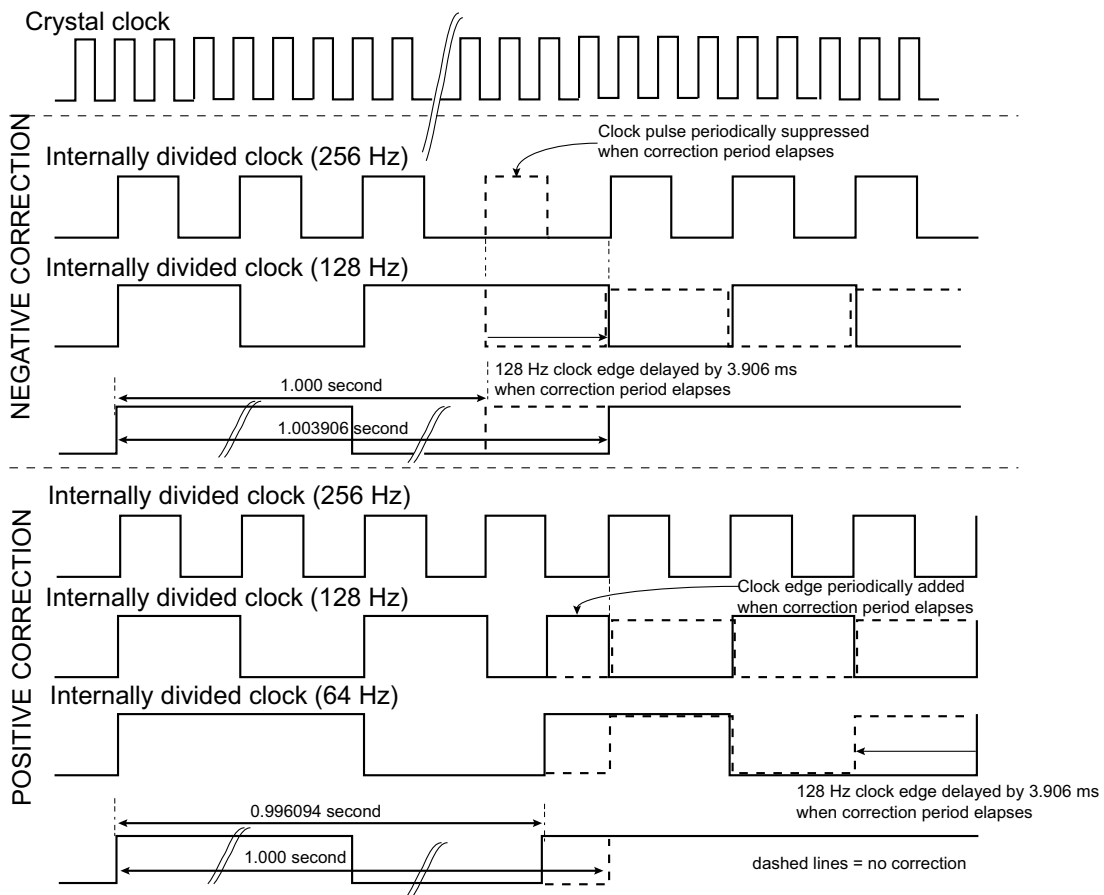 Crystal clock
NEGATIVE CORRECTION
Clock pulse periodically suppressed
when correction period elapses
Internally divided clock (256 Hz)
Internally divided clock (128 Hz)
128 Hz clock edge delayed by 3.906 ms
when correction period elapses
1.000 second
1.003906 second
POSITIVE CORRECTION
Internally divided clock (256 Hz)
Internally divided clock (128 Hz)
Clock edge periodically added
when correction period elapses
Internally divided clock (64 Hz)
128 Hz clock edge delayed by 3.906 ms
when correction period elapses
0.996094 second
1.000 second
dashed lines = no correction